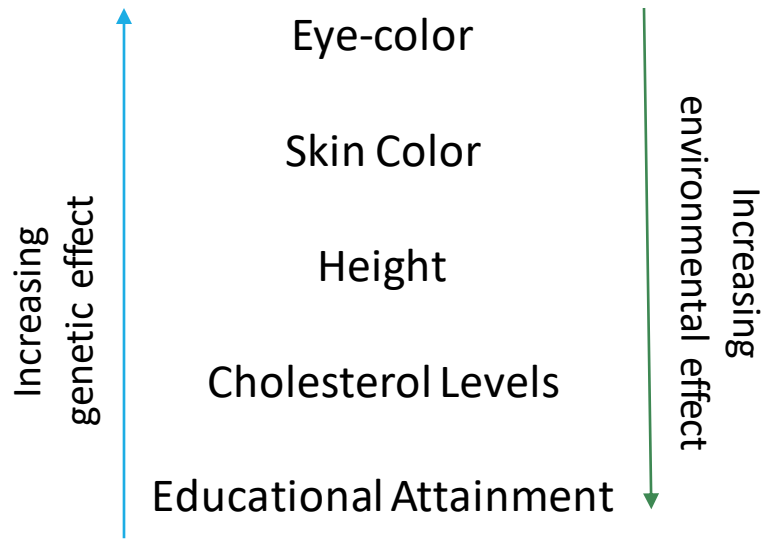 Eye-color
Skin Color
Height
Cholesterol Levels
Educational Attainment
Increasing
genetic effect
Increasing
environmental effect